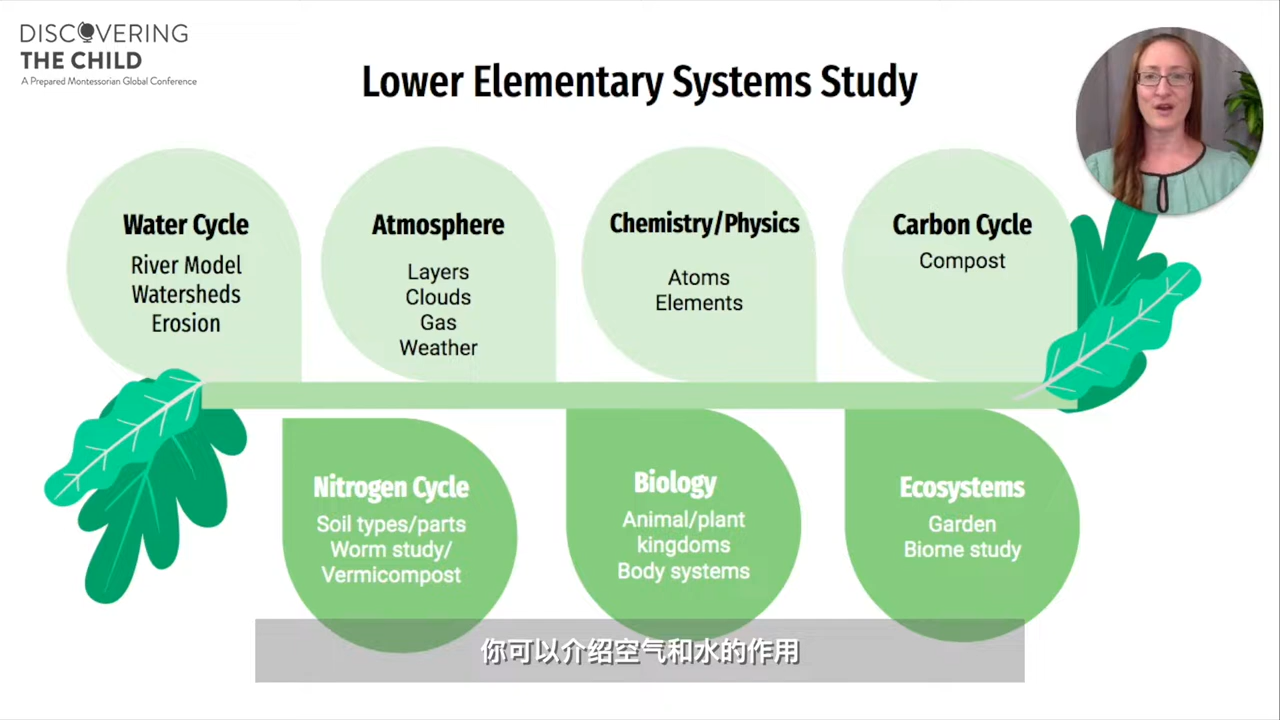 DISCOVERING
THE CHILD
A Prepared Montessorian Global Conference
Lower Elementary Systems Study
Water Cycle
River Model
Watersheds
Erosion
Atmosphere
Layers
Clouds
Gas
Weather
Chemistry/Physics
Atoms
Elements
Carbon Cycle
Compost
Nitrogen Cycle
Soil types/parts
Worm study/
Vermicompost
Biology
Animal/plant
kingdoms
Body systems
Ecosystems
Garden
Biome study
你可以介绍空气和水的作用